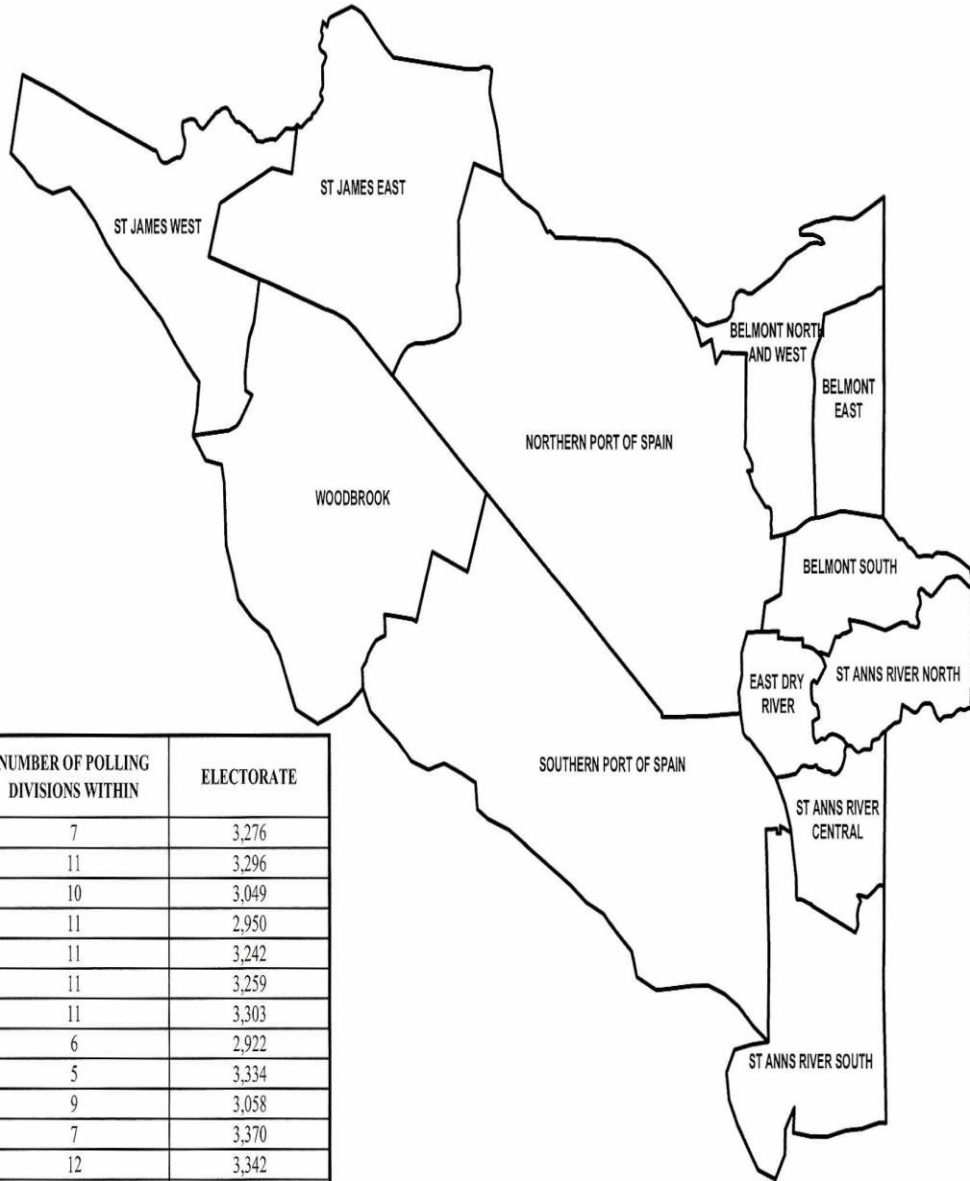 ST JAMES EAST
ST JAMES WEST
BELMONT NORTH
AND WEST
BELMONT
EAST
NORTHERN PORT OF SPAIN
WOODBROOK
BELMONT SOUTH
ST ANNS RIVER NORTH
EAST DRY
RIVER
SOUTHERN PORT OF SPAIN
ST ANNS RIVER
CENTRAL
ST ANNS RIVER SOUTH
NUMBER OF POLLING
DIVISIONS WITHIN
ELECTORATE
7 3,276
11 3,296
10 3,049
11 2,950
11 3,242
11 3,259
11 3,303
6 2,922
5 3,334
9 3,058
7 3,370
12 3,342